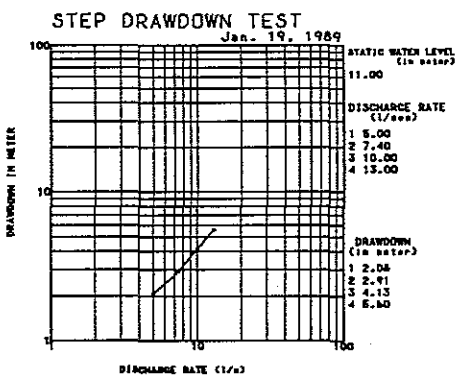 STEP DRAWDOWN TEST
Jan. 19, 1989
100
10
1
DRAWDOWN IN METER
1
10
100
DISCHARGE RATE (l/s)
STATIC WATER LEVEL
(in meter)
11.00
DISCHARGE RATE
(l/sec)
1 5.00
2 7.40
3 10.00
4 13.00
DRAWDOWN
(in meter)
1 2.06
2 2.91
3 4.13
4 5.60